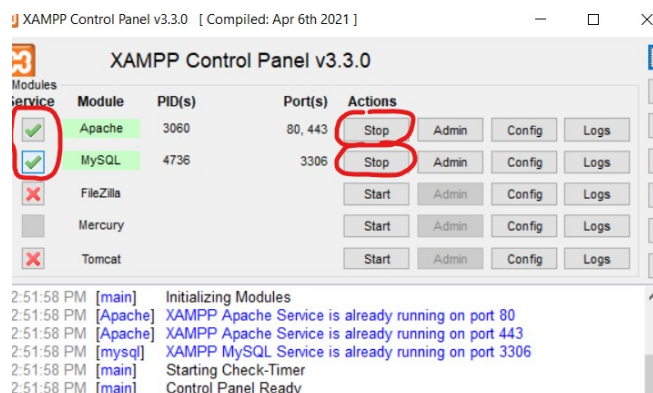 XAMPP Control Panel v3.3.0 [ Compiled: Apr 6th 2021 ]
XAMPP Control Panel v3.3.0
Modules
Service Module PID(s) Port(s) Actions
Apache 3060 80, 443 Stop Admin Config Logs
MySQL 4736 3306 Stop Admin Config Logs
FileZilla Start Admin Config Logs
Mercury Start Admin Config Logs
Tomcat Start Admin Config Logs
2:51:58 PM [main] Initializing Modules
2:51:58 PM [Apache] XAMPP Apache Service is already running on port 80
2:51:58 PM [Apache] XAMPP Apache Service is already running on port 443
2:51:58 PM [mysql] XAMPP MySQL Service is already running on port 3306
2:51:58 PM [main] Starting Check-Timer
2:51:58 PM [main] Control Panel Ready